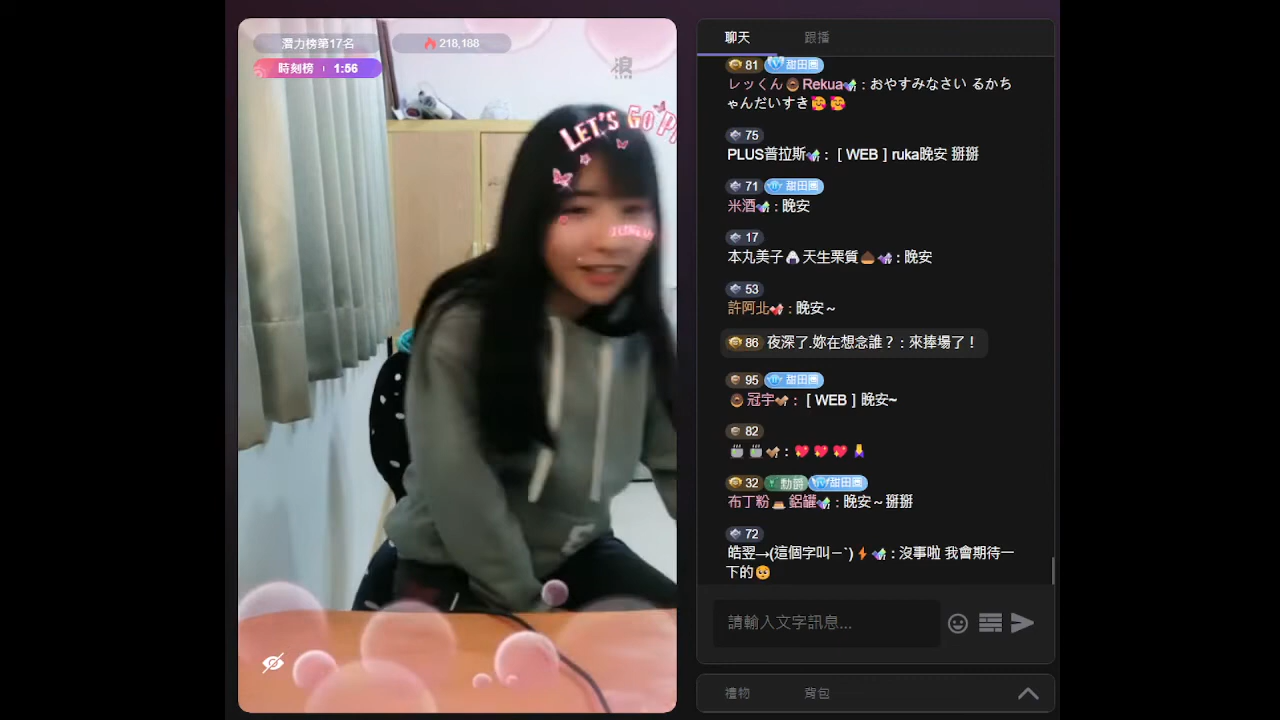 潛力榜第17名
218,188
時刻榜 1:56
浪
LIVE
LET'S GO P
聊天
跟播
81 甜田圈
レッくん Rekua : おやすみなさい るかち
ゃんだいすき
75
PLUS普拉斯 : [ WEB ] ruka晚安 掰掰
71 甜田圈
米酒 : 晚安
17
本丸美子 天生栗質 : 晚安
53
許阿北 : 晚安～
86 夜深了.妳在想念誰？ : 來捧場了！
95 甜田圈
冠宇 : [ WEB ] 晚安~
82
:
32 勳爵 甜田圈
布丁粉 鋁罐 : 晚安～掰掰
72
皓翌→(這個字叫ㄧˋ) : 沒事啦 我會期待一
下的
請輸入文字訊息...
禮物
背包